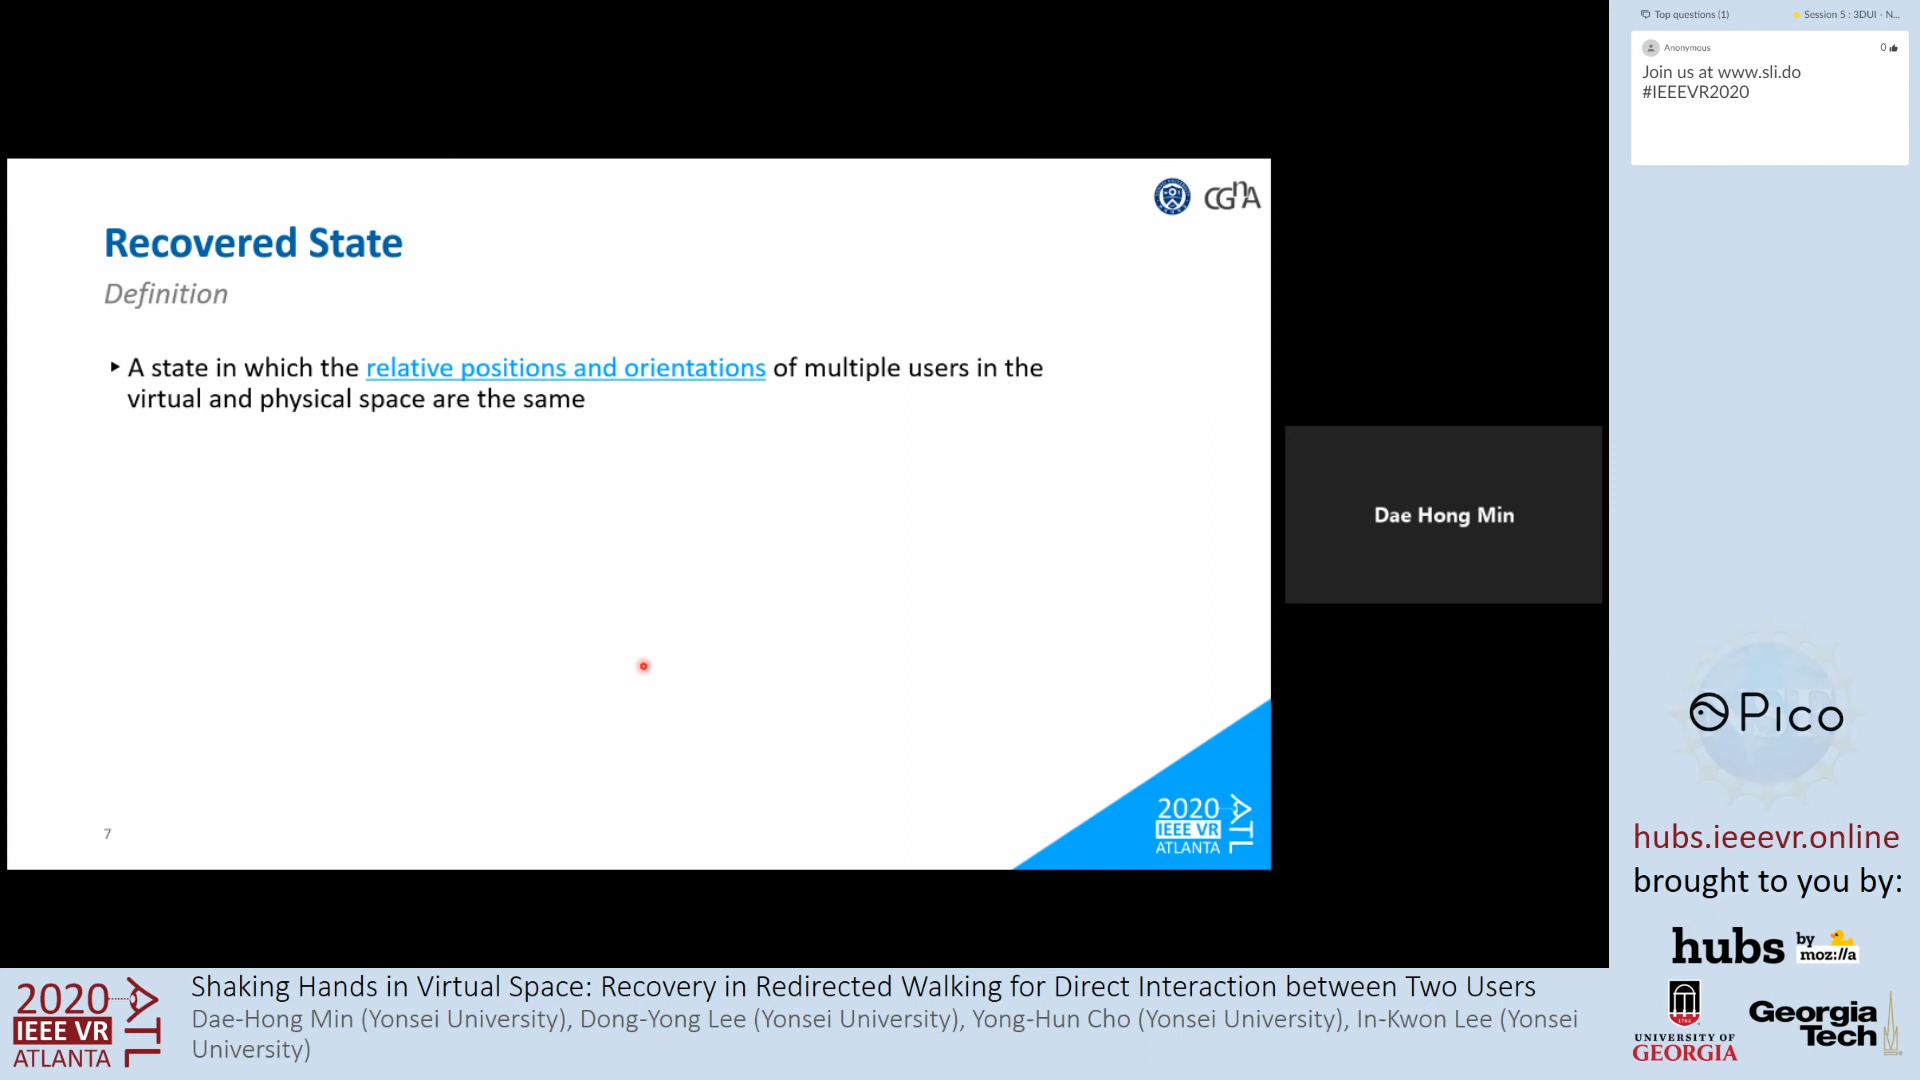 Top questions (1)
Session 5 : 3DUI - N...
Anonymous
0
Join us at www.sli.do
#IEEEVR2020
CGnA
Recovered State
Definition
‣ A state in which the relative positions and orientations of multiple users in the
virtual and physical space are the same
Dae Hong Min
7
2020
IEEE VR
ATLANTA
ATL
Pico
hubs.ieeevr.online
brought to you by:
hubs
by
moz://a
UNIVERSITY OF
GEORGIA
Georgia
Tech
2020
IEEE VR
ATLANTA
ATL
Shaking Hands in Virtual Space: Recovery in Redirected Walking for Direct Interaction between Two Users
Dae-Hong Min (Yonsei University), Dong-Yong Lee (Yonsei University), Yong-Hun Cho (Yonsei University), In-Kwon Lee (Yonsei
University)